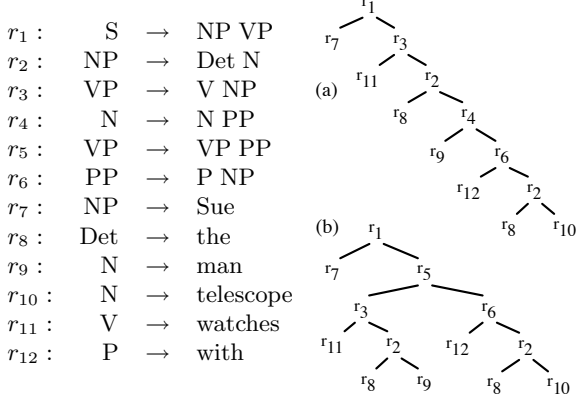 r1 : S → NP VP
r2 : NP → Det N
r3 : VP → V NP
r4 : N → N PP
r5 : VP → VP PP
r6 : PP → P NP
r7 : NP → Sue
r8 : Det → the
r9 : N → man
r10 : N → telescope
r11 : V → watches
r12 : P → with
(a)
r1
r7 r3
r11 r2
r8 r4
r9 r6
r12 r2
r8 r10
(b)
r1
r7 r5
r3 r6
r11 r2 r12 r2
r8 r9 r8 r10